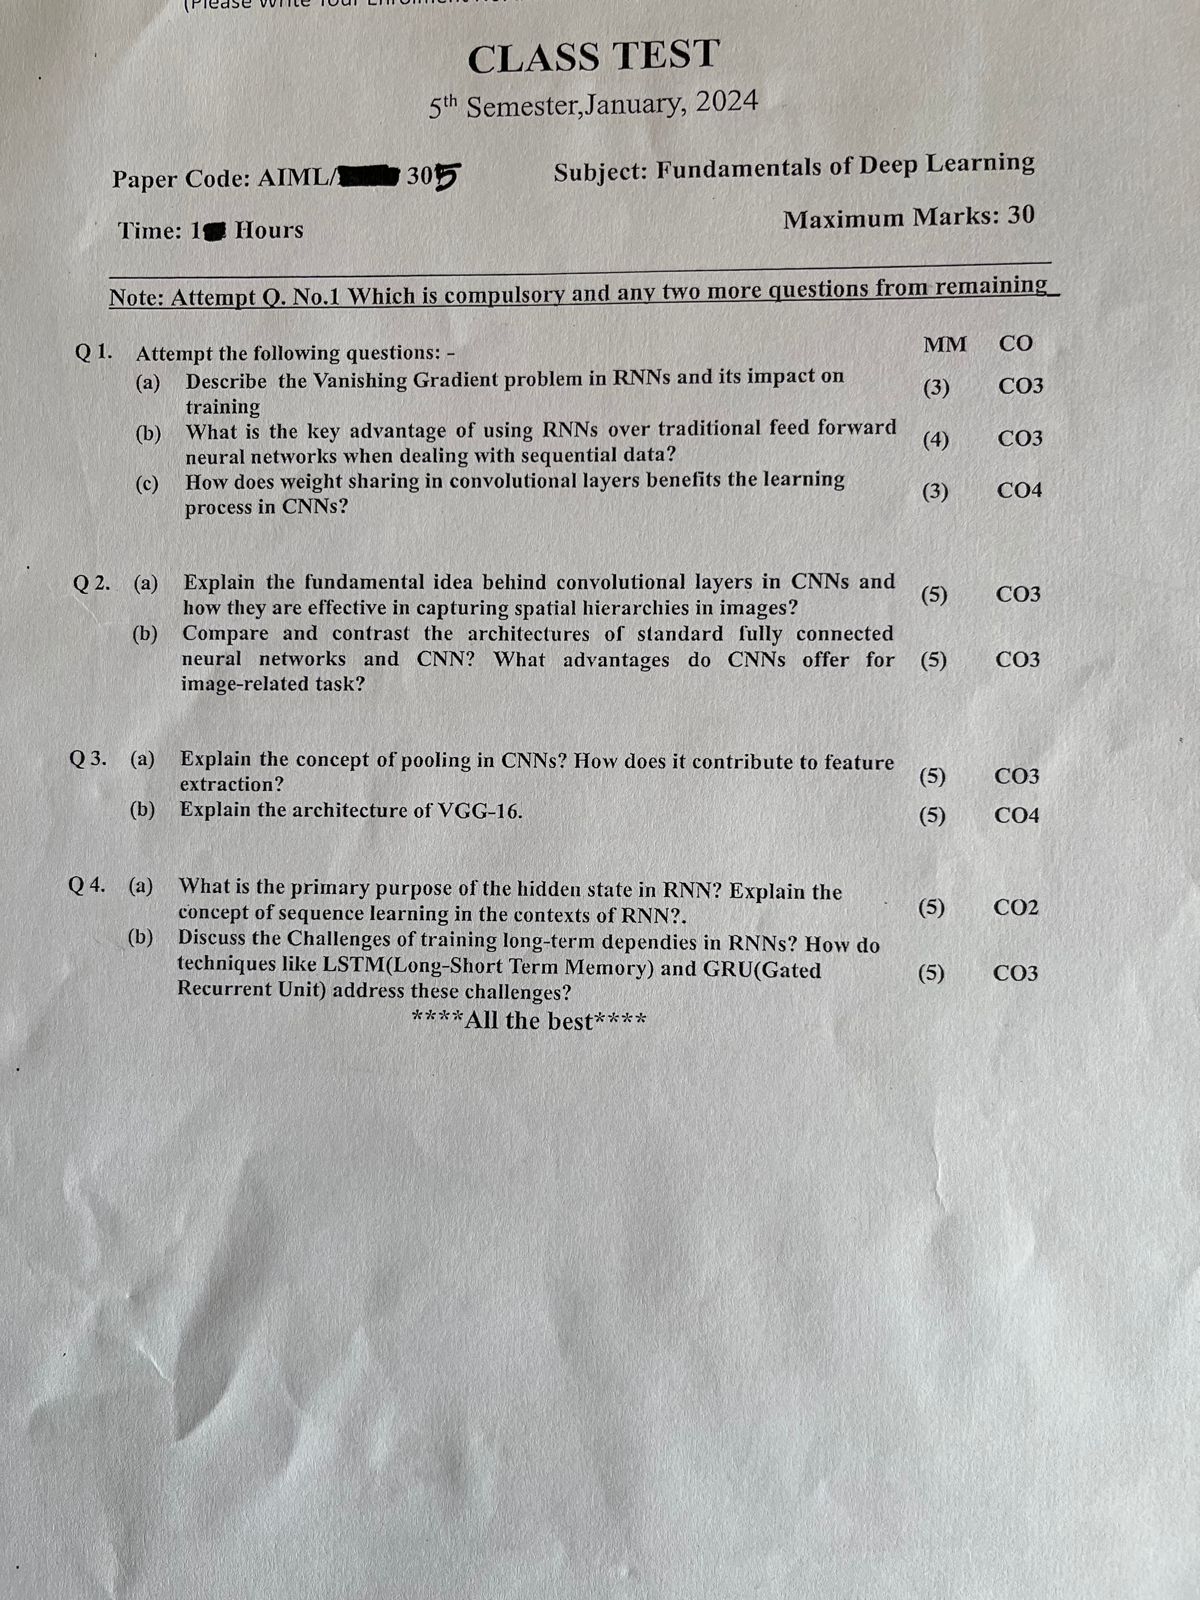 (Please Write Your Enrolment No.
CLASS TEST
5th Semester,January, 2024
Paper Code: AIML/ 305 Subject: Fundamentals of Deep Learning
Time: 1 Hours Maximum Marks: 30
Note: Attempt Q. No.1 Which is compulsory and any two more questions from remaining
Q 1. Attempt the following questions: - MM CO
(a) Describe the Vanishing Gradient problem in RNNs and its impact on (3) CO3
training
(b) What is the key advantage of using RNNs over traditional feed forward (4) CO3
neural networks when dealing with sequential data?
(c) How does weight sharing in convolutional layers benefits the learning (3) CO4
process in CNNs?
Q 2. (a) Explain the fundamental idea behind convolutional layers in CNNs and (5) CO3
how they are effective in capturing spatial hierarchies in images?
(b) Compare and contrast the architectures of standard fully connected
neural networks and CNN? What advantages do CNNs offer for (5) CO3
image-related task?
Q 3. (a) Explain the concept of pooling in CNNs? How does it contribute to feature (5) CO3
extraction?
(b) Explain the architecture of VGG-16. (5) CO4
Q 4. (a) What is the primary purpose of the hidden state in RNN? Explain the (5) CO2
concept of sequence learning in the contexts of RNN?.
(b) Discuss the Challenges of training long-term dependies in RNNs? How do
techniques like LSTM(Long-Short Term Memory) and GRU(Gated (5) CO3
Recurrent Unit) address these challenges?
****All the best****